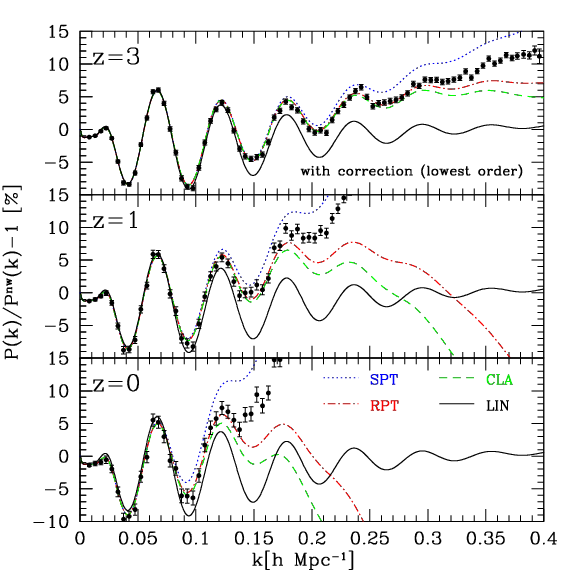 15
z=3
10
5
0
−5
with correction (lowest order)
15
z=1
10
5
0
−5
15
z=0
10
SPT
CLA
5
RPT
LIN
0
−5
−10
0 0.05 0.1 0.15 0.2 0.25 0.3 0.35 0.4
k[h Mpc⁻¹]
P(k)/Pⁿʷ(k)−1 [%]